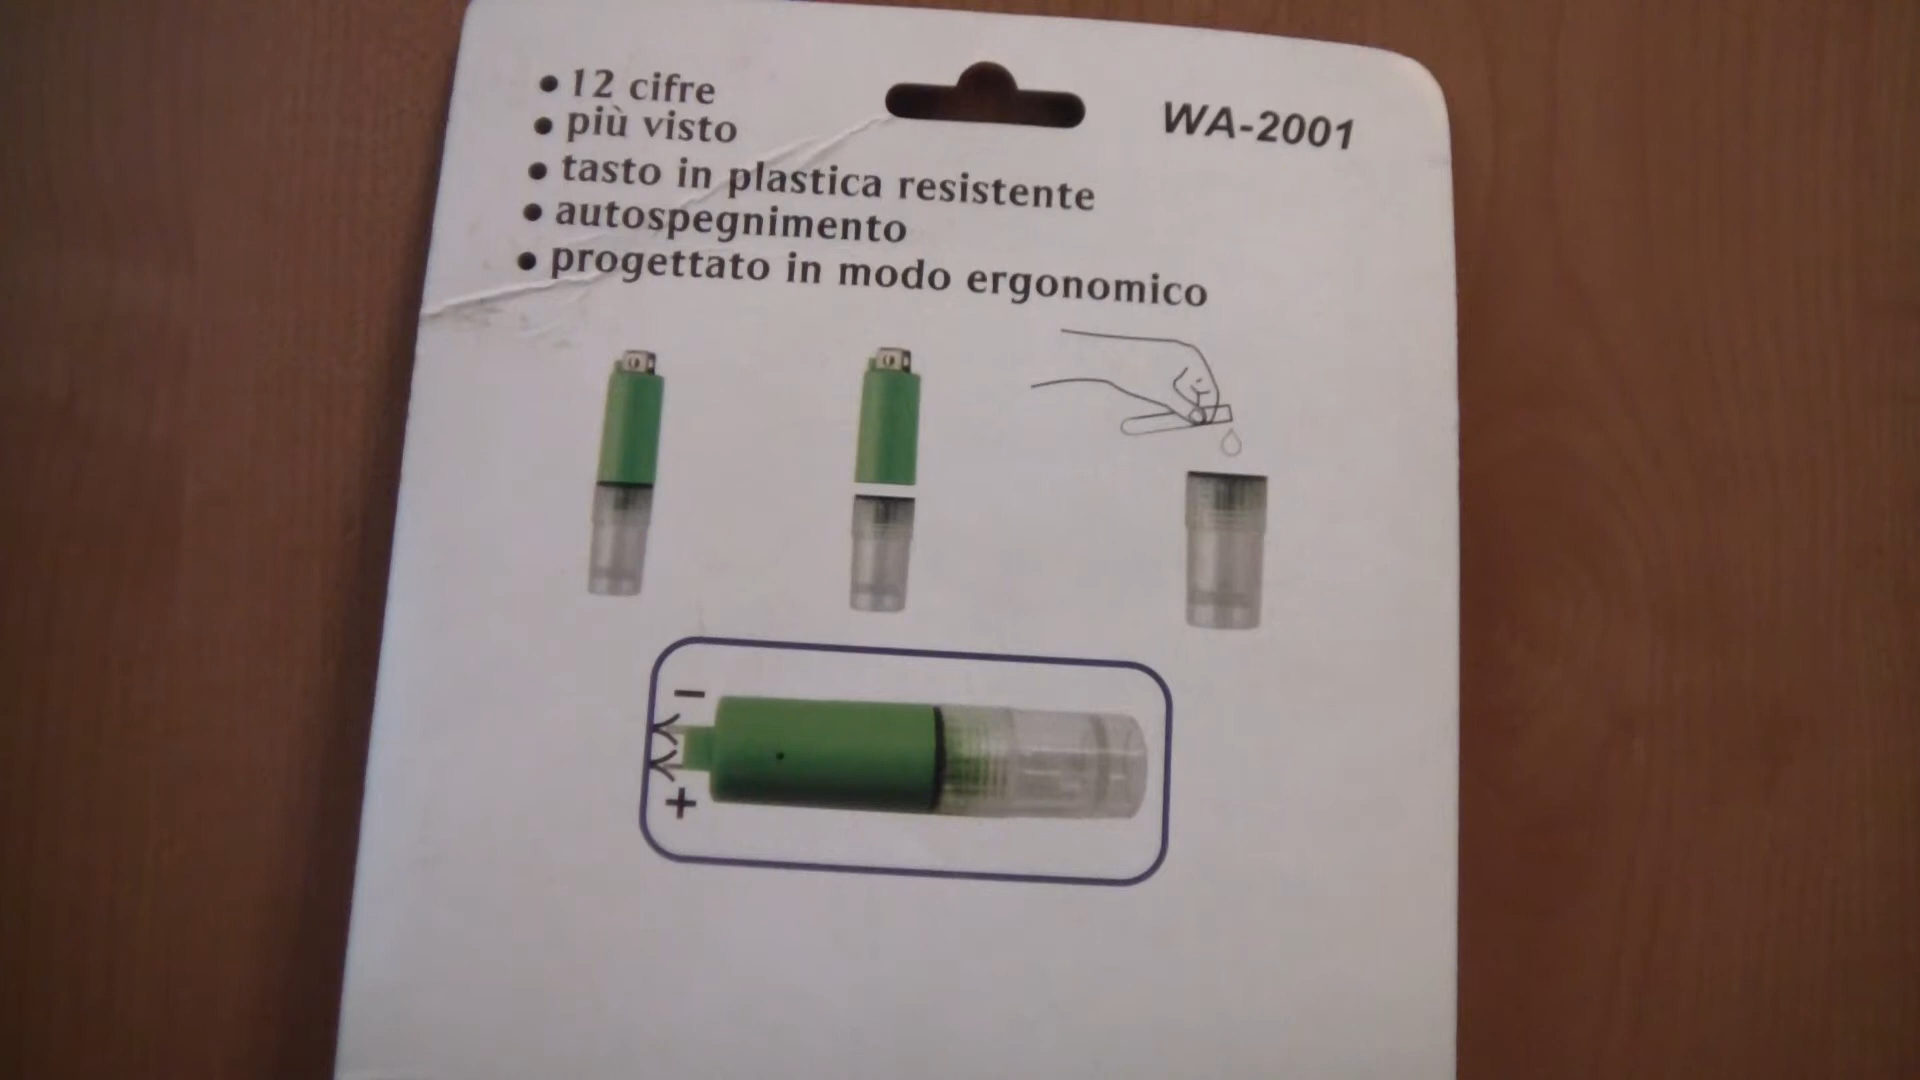 • 12 cifre
• più visto
• tasto in plastica resistente
• autospegnimento
• progettato in modo ergonomico
WA-2001
−
+